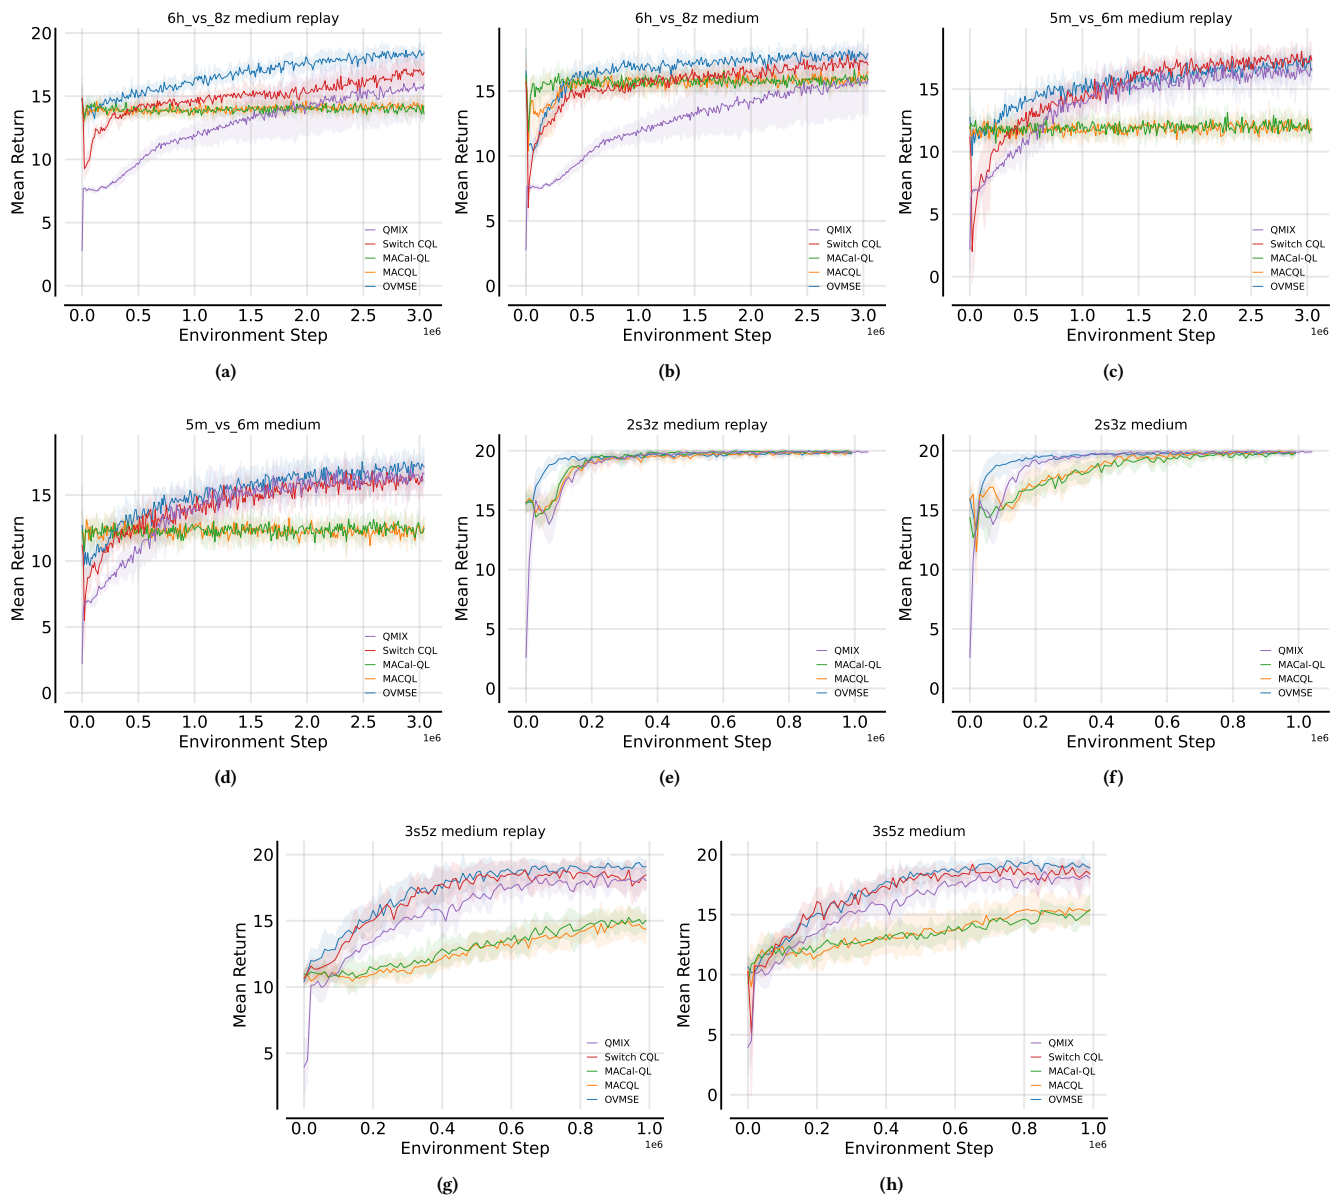 6h_vs_8z medium replay
Mean Return
20
15
10
5
0
QMIX
Switch CQL
MACal-QL
MACQL
OVMSE
0.0 0.5 1.0 1.5 2.0 2.5 3.0
Environment Step 1e6
(a)
6h_vs_8z medium
Mean Return
15
10
5
0
QMIX
Switch CQL
MACal-QL
MACQL
OVMSE
0.0 0.5 1.0 1.5 2.0 2.5 3.0
Environment Step 1e6
(b)
5m_vs_6m medium replay
Mean Return
15
10
5
0
QMIX
Switch CQL
MACal-QL
MACQL
OVMSE
0.0 0.5 1.0 1.5 2.0 2.5 3.0
Environment Step 1e6
(c)
5m_vs_6m medium
Mean Return
15
10
5
0
QMIX
Switch CQL
MACal-QL
MACQL
OVMSE
0.0 0.5 1.0 1.5 2.0 2.5 3.0
Environment Step 1e6
(d)
2s3z medium replay
Mean Return
20
15
10
5
0
QMIX
MACal-QL
MACQL
OVMSE
0.0 0.2 0.4 0.6 0.8 1.0
Environment Step 1e6
(e)
2s3z medium
Mean Return
20
15
10
5
0
QMIX
MACal-QL
MACQL
OVMSE
0.0 0.2 0.4 0.6 0.8 1.0
Environment Step 1e6
(f)
3s5z medium replay
Mean Return
20
15
10
5
QMIX
Switch CQL
MACal-QL
MACQL
OVMSE
0.0 0.2 0.4 0.6 0.8 1.0
Environment Step 1e6
(g)
3s5z medium
Mean Return
20
15
10
5
0
QMIX
Switch CQL
MACal-QL
MACQL
OVMSE
0.0 0.2 0.4 0.6 0.8 1.0
Environment Step 1e6
(h)